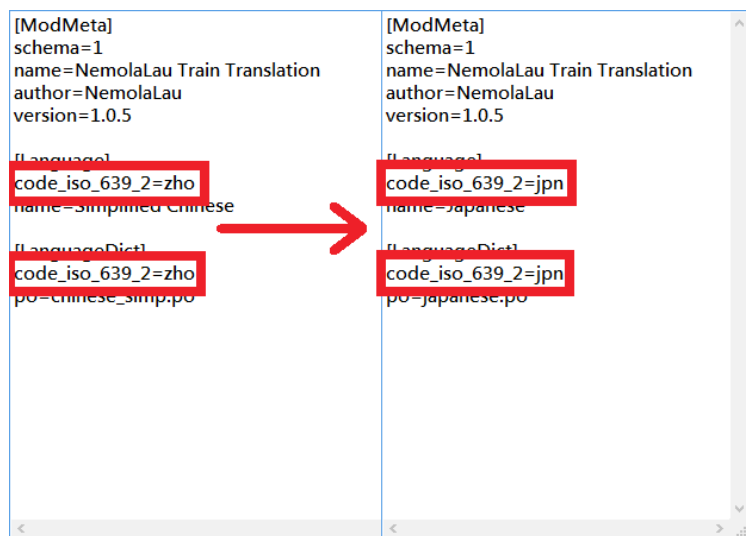 [ModMeta]
schema=1
name=NemolaLau Train Translation
author=NemolaLau
version=1.0.5
[Language]
code_iso_639_2=zho
name=Simplified Chinese
[LanguageDict]
code_iso_639_2=zho
po=chinese_simp.po
[ModMeta]
schema=1
name=NemolaLau Train Translation
author=NemolaLau
version=1.0.5
[Language]
code_iso_639_2=jpn
name=Japanese
[LanguageDict]
code_iso_639_2=jpn
po=japanese.po